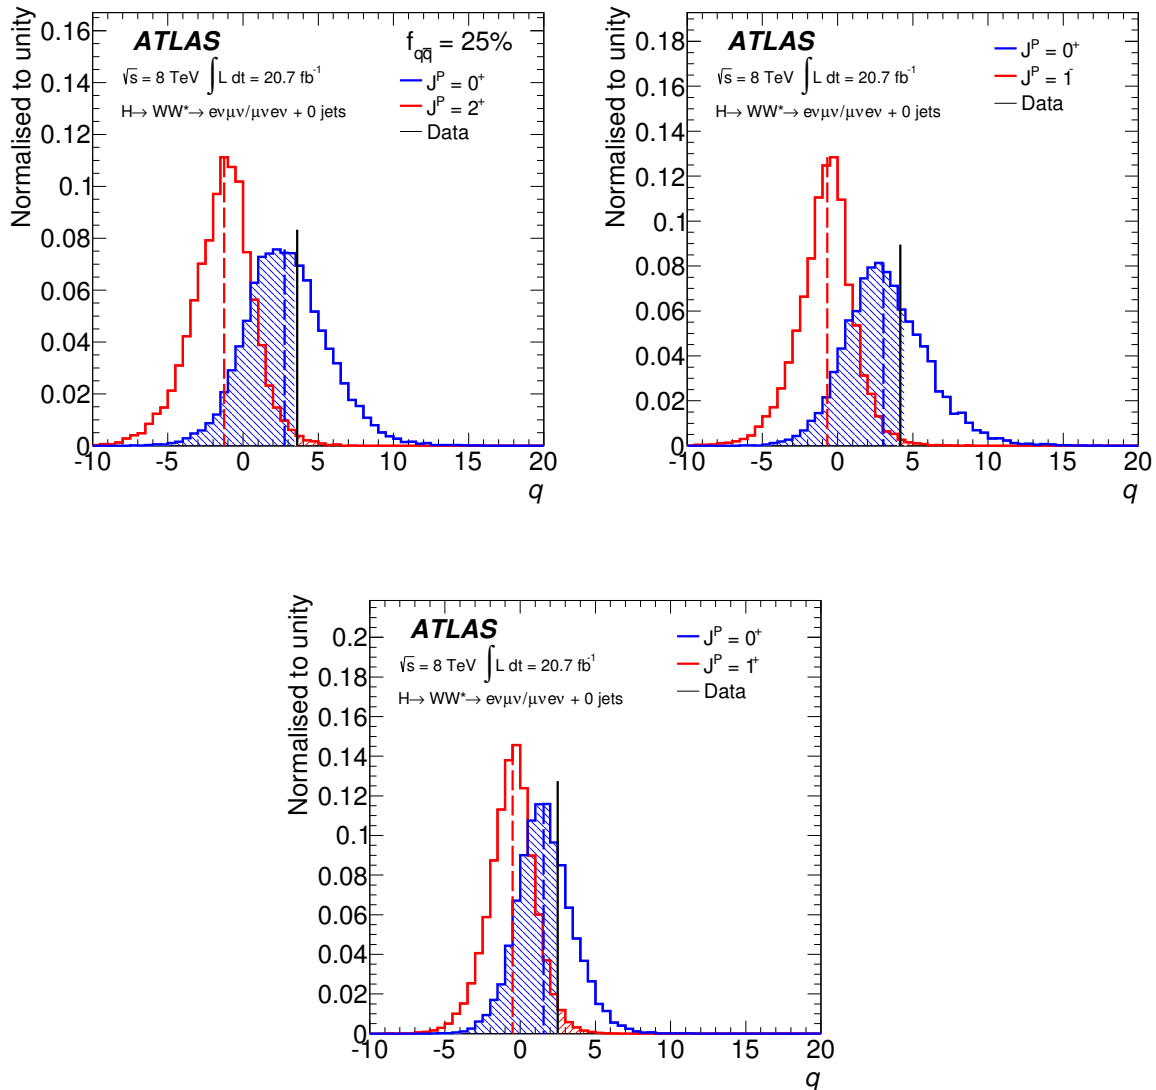 ATLAS
f_qq̄ = 25%
√s = 8 TeV ∫L dt = 20.7 fb⁻¹
H→ WW*→ eνμν/μνeν + 0 jets
J^P = 0⁺
J^P = 2⁺
Data
Normalised to unity
0.16
0.14
0.12
0.1
0.08
0.06
0.04
0.02
0
-10 -5 0 5 10 15 20
q
ATLAS
√s = 8 TeV ∫L dt = 20.7 fb⁻¹
H→ WW*→ eνμν/μνeν + 0 jets
J^P = 0⁺
J^P = 1⁻
Data
Normalised to unity
0.18
0.16
0.14
0.12
0.1
0.08
0.06
0.04
0.02
0
-10 -5 0 5 10 15 20
q
ATLAS
√s = 8 TeV ∫L dt = 20.7 fb⁻¹
H→ WW*→ eνμν/μνeν + 0 jets
J^P = 0⁺
J^P = 1⁺
Data
Normalised to unity
0.2
0.18
0.16
0.14
0.12
0.1
0.08
0.06
0.04
0.02
0
-10 -5 0 5 10 15 20
q